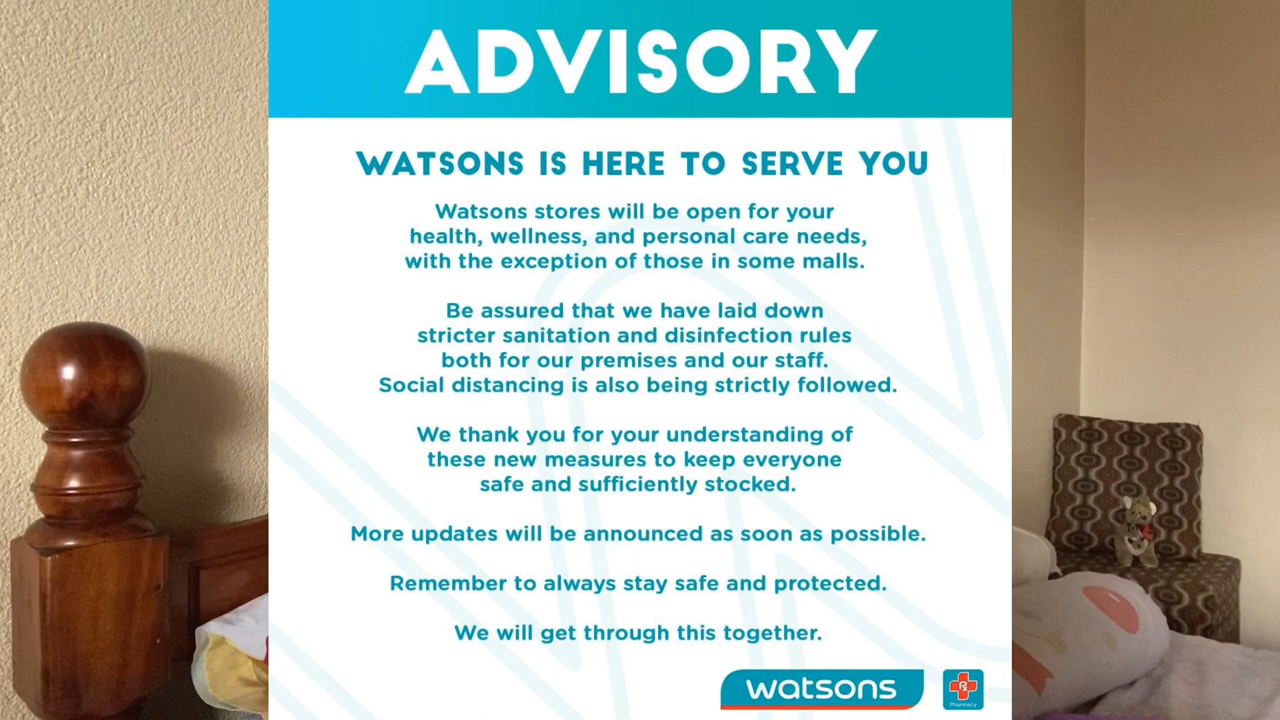 ADVISORY
WATSONS IS HERE TO SERVE YOU
Watsons stores will be open for your
health, wellness, and personal care needs,
with the exception of those in some malls.
Be assured that we have laid down
stricter sanitation and disinfection rules
both for our premises and our staff.
Social distancing is also being strictly followed.
We thank you for your understanding of
these new measures to keep everyone
safe and sufficiently stocked.
More updates will be announced as soon as possible.
Remember to always stay safe and protected.
We will get through this together.
watsons
Rx
Pharmacy